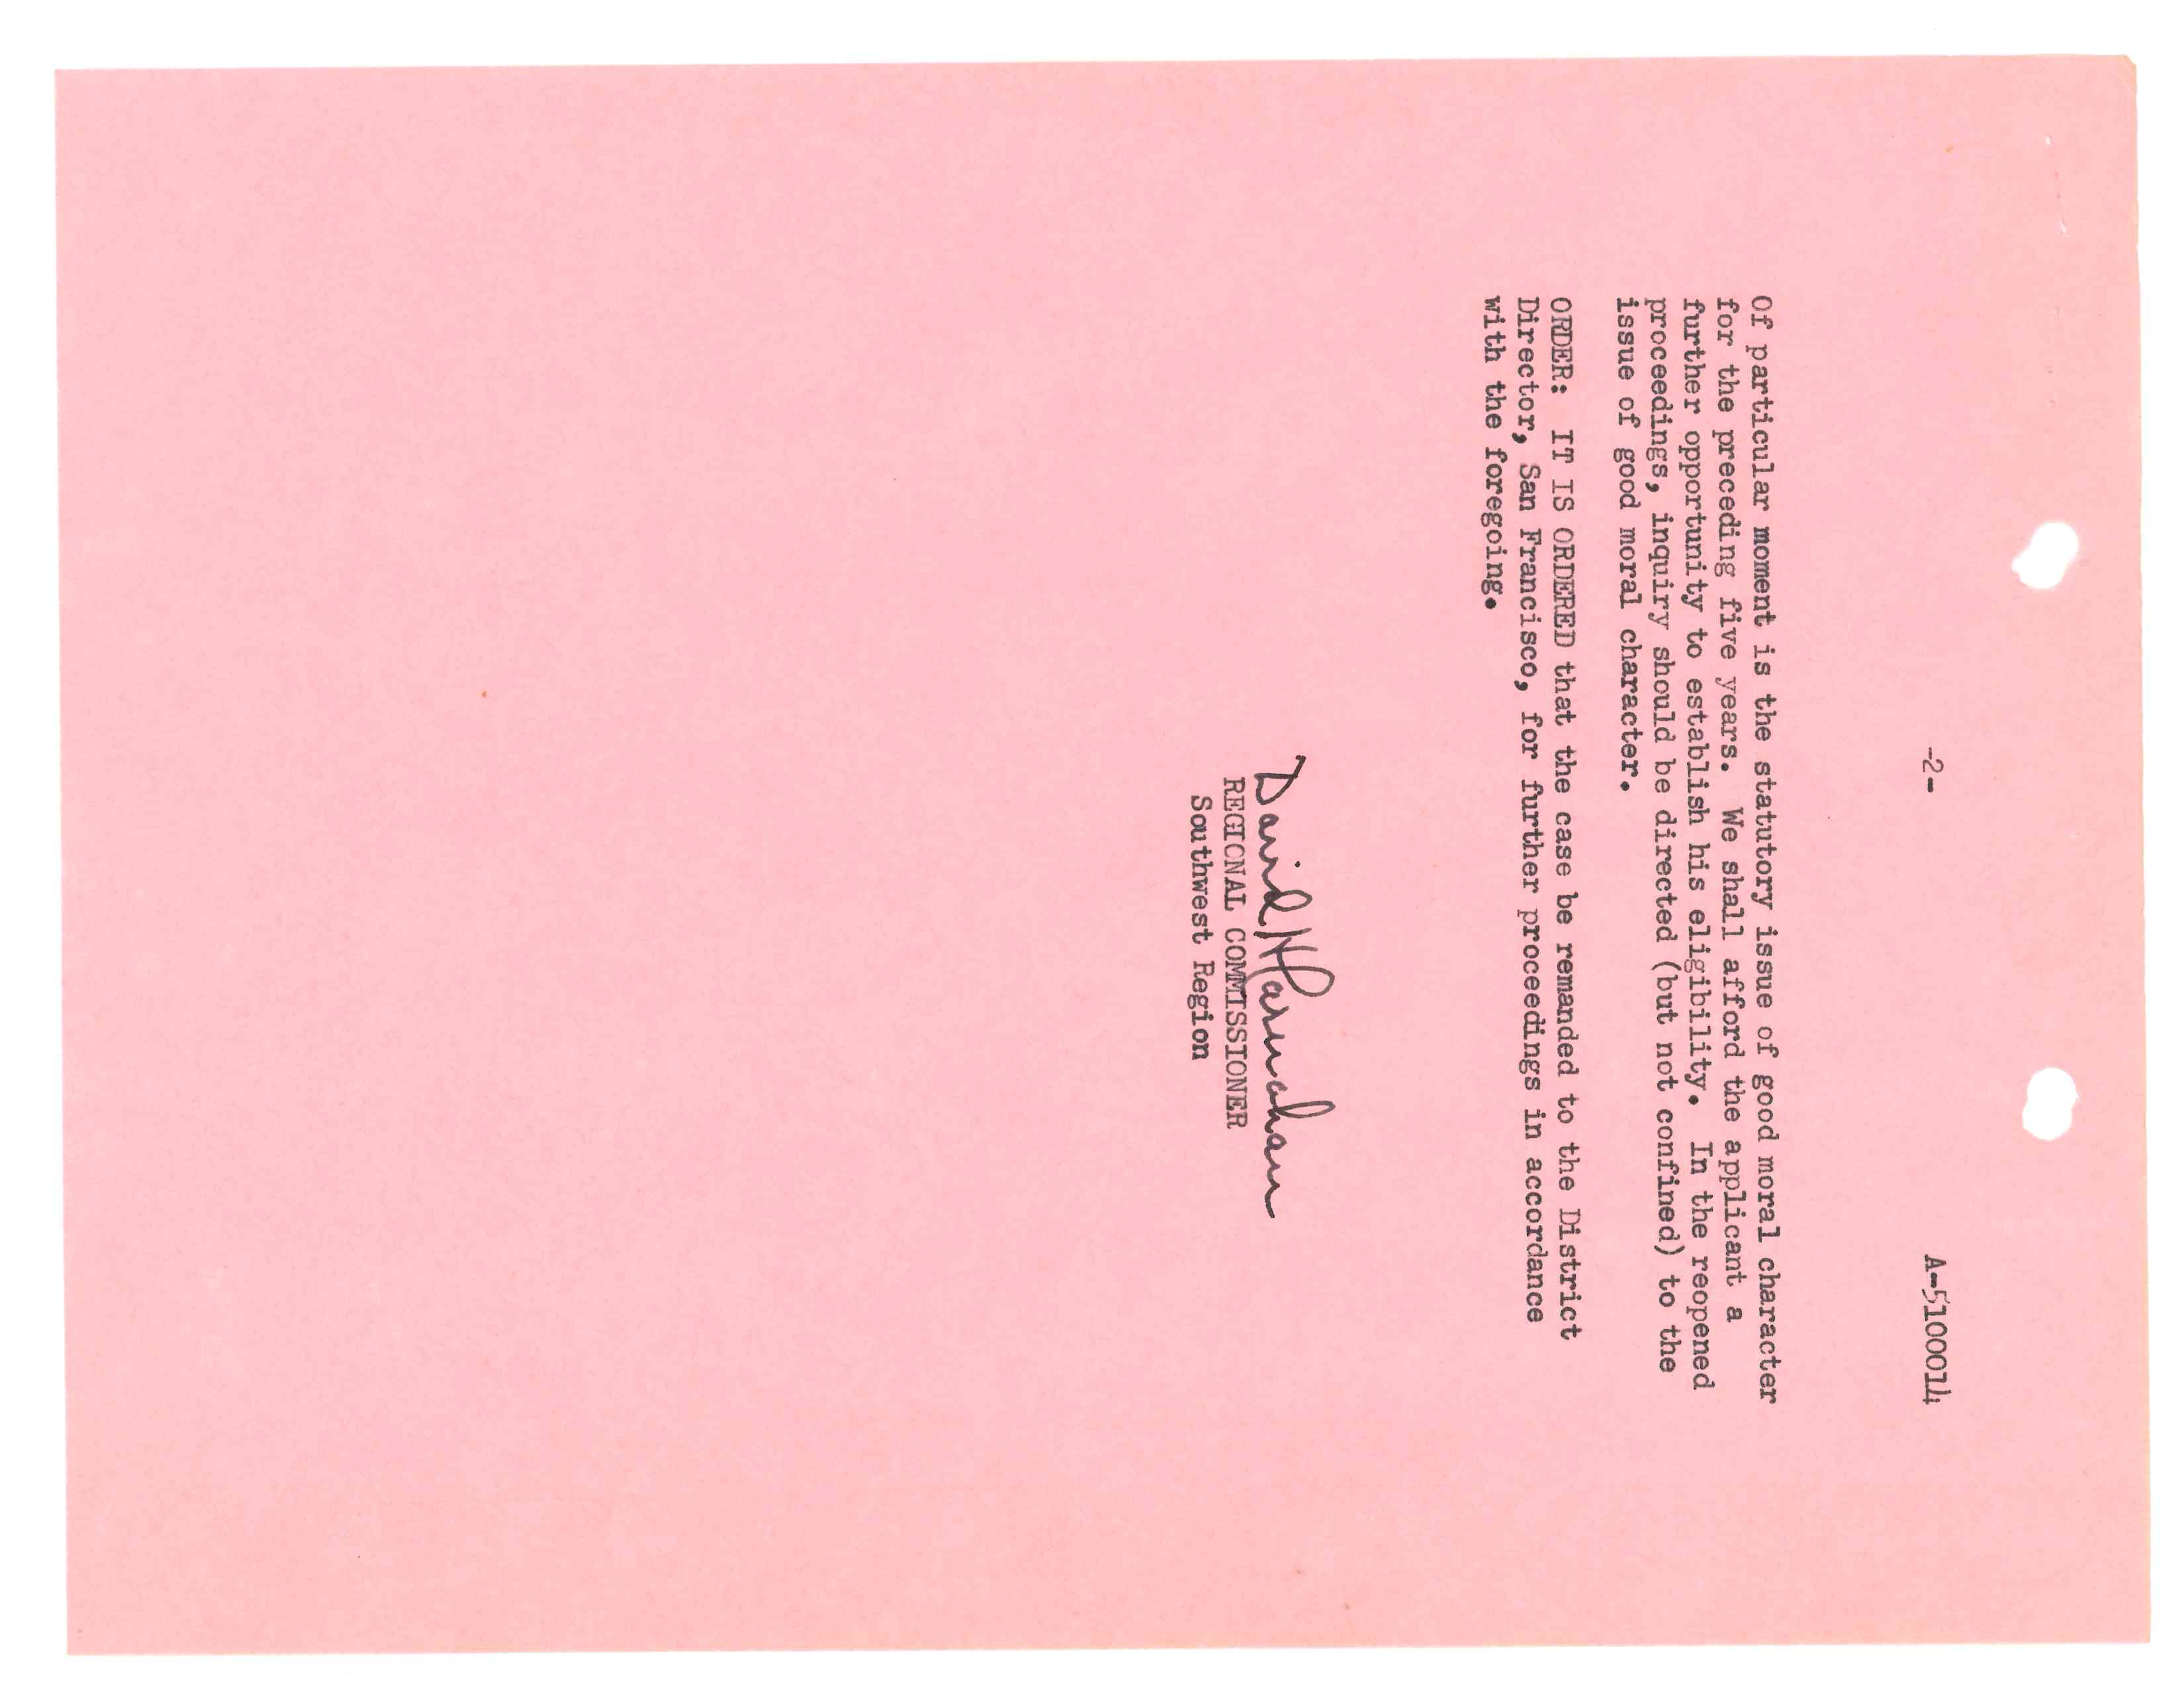 -2-
A-5100014
Of particular moment is the statutory issue of good moral character
for the preceding five years. We shall afford the applicant a
further opportunity to establish his eligibility. In the reopened
proceedings, inquiry should be directed (but not confined) to the
issue of good moral character.
ORDER: IT IS ORDERED that the case be remanded to the District
Director, San Francisco, for further proceedings in accordance
with the foregoing.
David H Carnahan
REGIONAL COMMISSIONER
Southwest Region